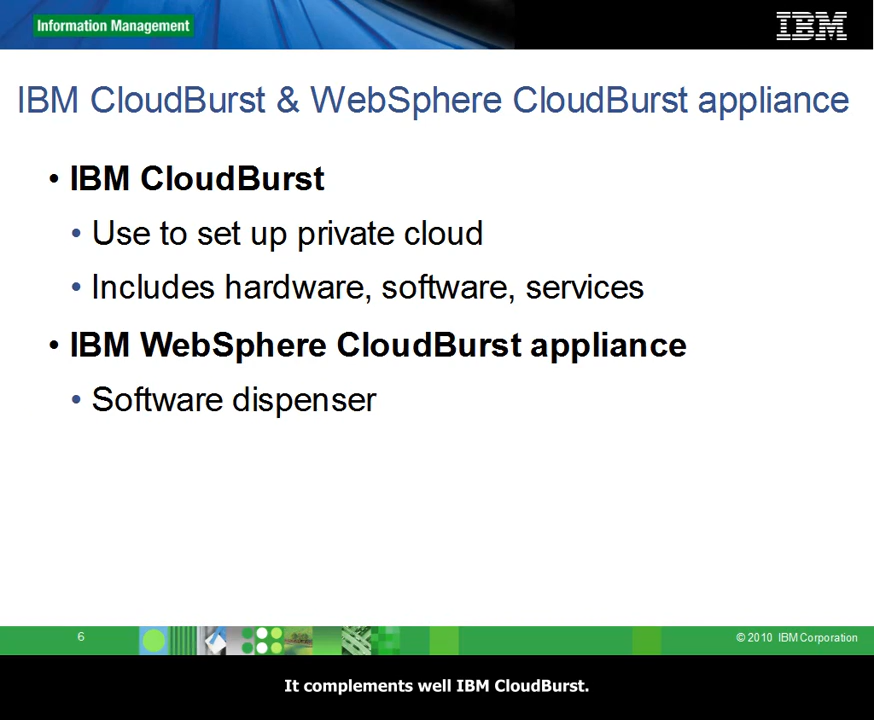 Information Management
IBM
IBM CloudBurst & WebSphere CloudBurst appliance
• IBM CloudBurst
• Use to set up private cloud
• Includes hardware, software, services
• IBM WebSphere CloudBurst appliance
• Software dispenser
6
© 2010 IBM Corporation
It complements well IBM CloudBurst.